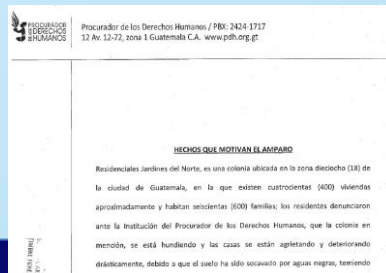 PROCURADOR
DERECHOS
HUMANOS
Procurador de los Derechos Humanos / PBX: 2424-1717
12 Av. 12-72, zona 1 Guatemala C.A. www.pdh.org.gt
HECHOS QUE MOTIVAN EL AMPARO
Residenciales Jardines del Norte, es una colonia ubicada en la zona dieciocho (18) de
la ciudad de Guatemala, en la que existen cuatrocientas (400) viviendas
aproximadamente y habitan seiscientas (600) familias; los residentes denunciaron
ante la Institución del Procurador de los Derechos Humanos, que la colonia en
mención, se está hundiendo y las casas se están agrietando y deteriorando
drásticamente, debido a que el suelo ha sido socavado por aguas negras, temiendo